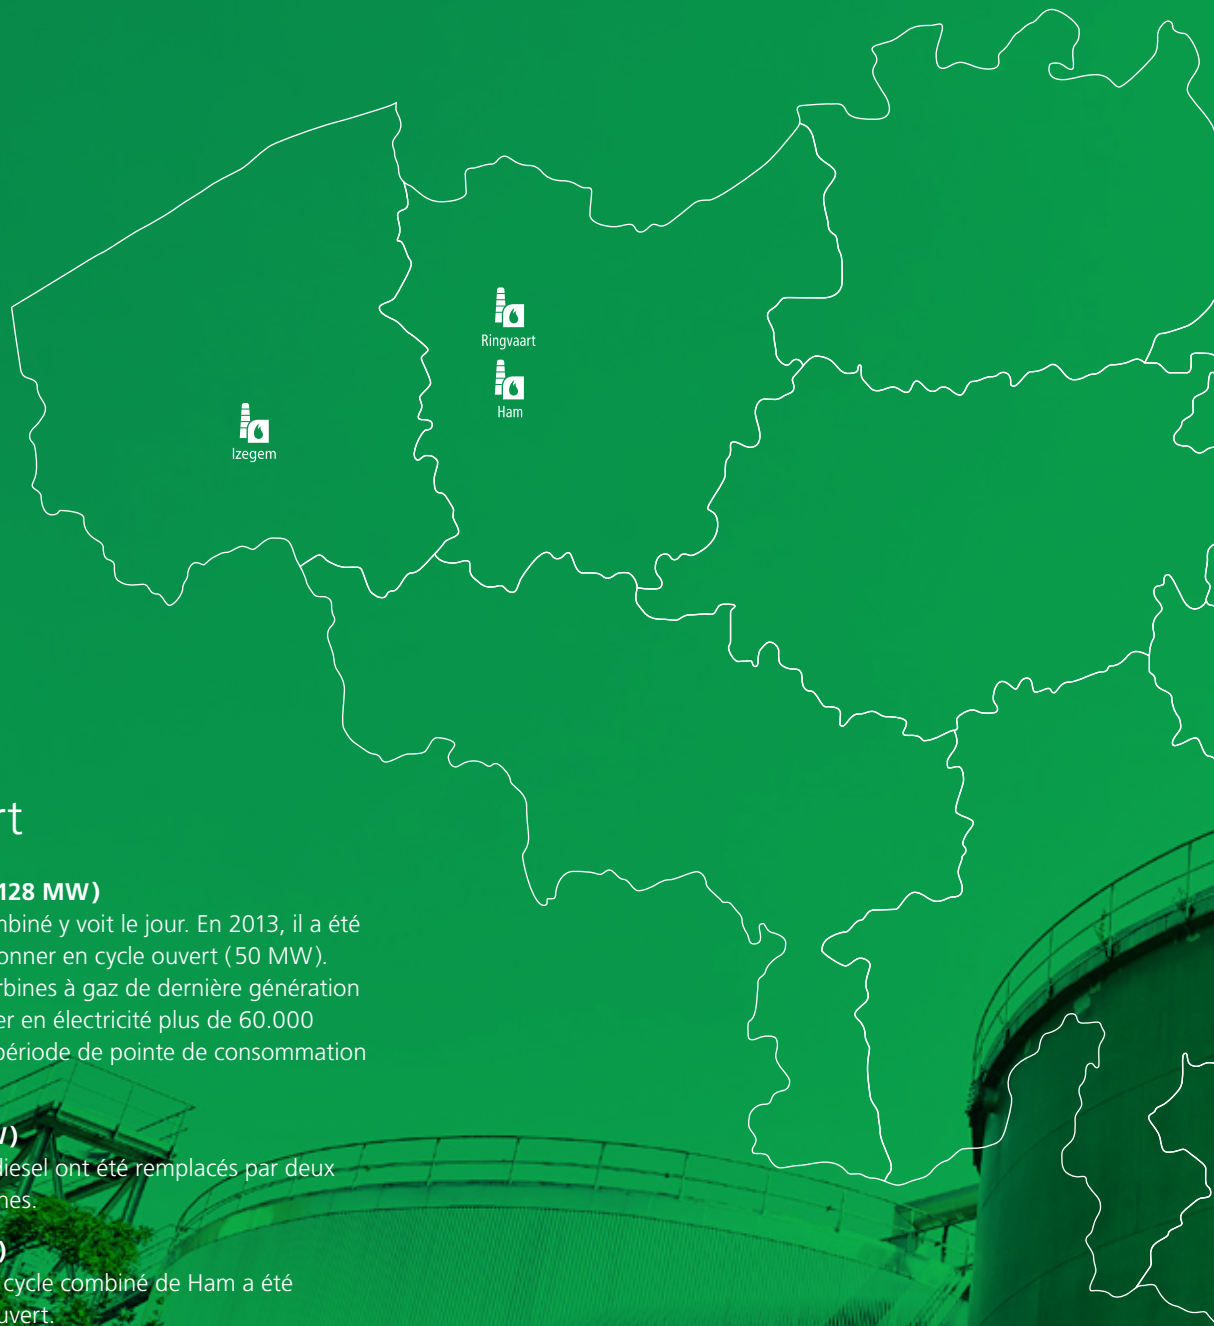 Ringvaart
Ham
Izegem
rt
128 MW)
mbiné y voit le jour. En 2013, il a été
onner en cycle ouvert (50 MW).
rbines à gaz de dernière génération
er en électricité plus de 60.000
période de pointe de consommation
W)
diesel ont été remplacés par deux
nes.
)
cycle combiné de Ham a été
uvert.